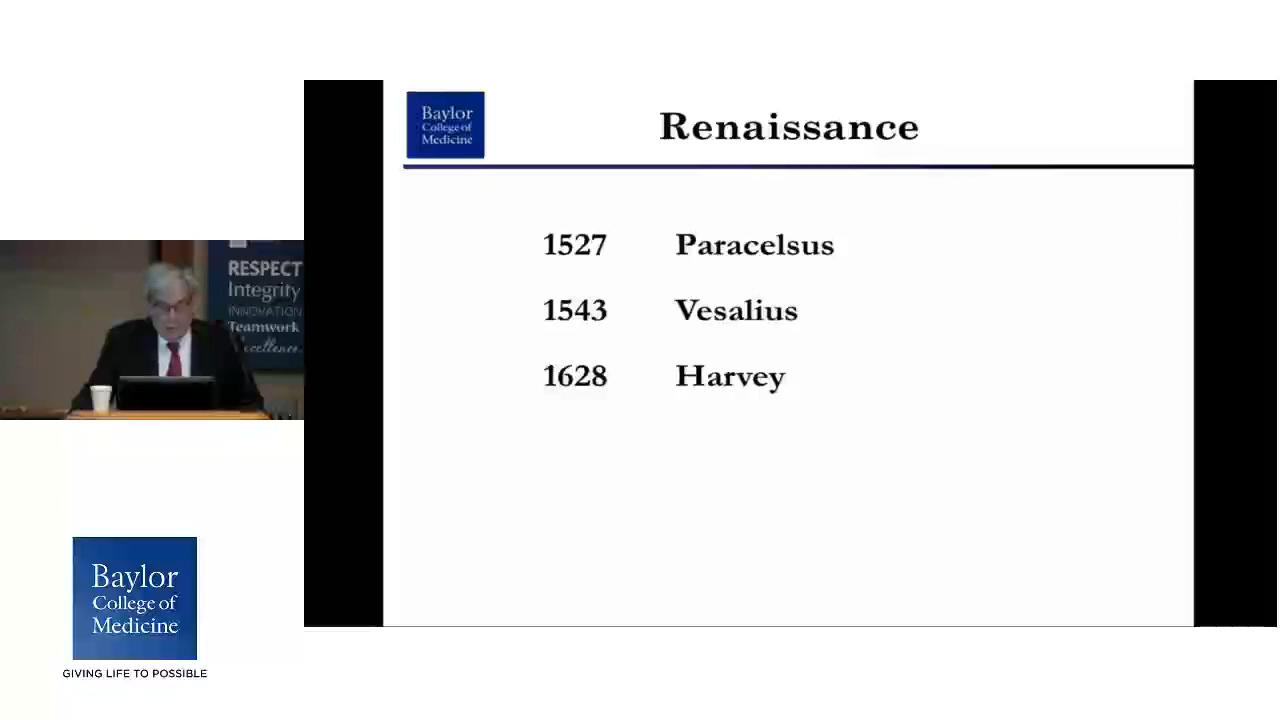 Baylor
College of
Medicine
Renaissance
1527 Paracelsus
1543 Vesalius
1628 Harvey
RESPECT
Integrity
INNOVATION
Teamwork
Excellence
Baylor
College of
Medicine
GIVING LIFE TO POSSIBLE